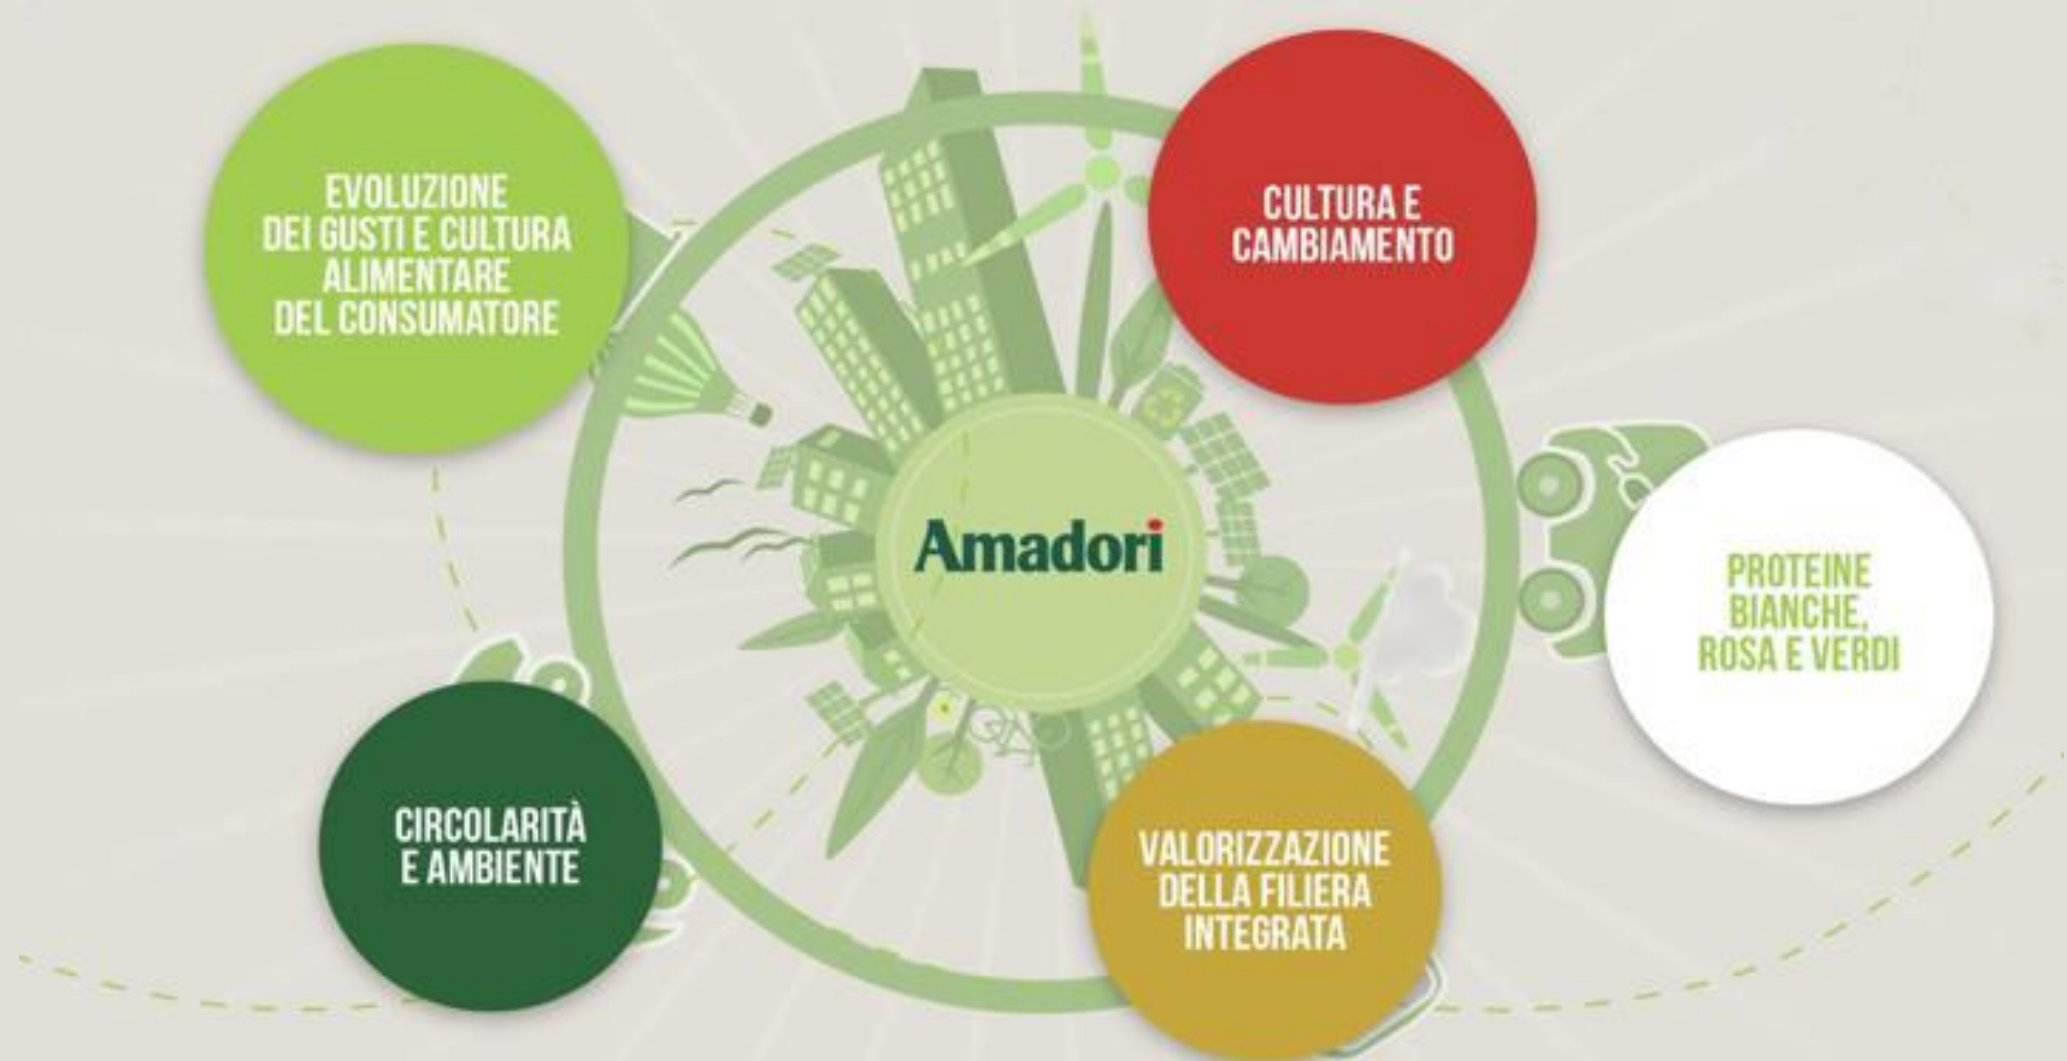 EVOLUZIONE
DEI GUSTI E CULTURA
ALIMENTARE
DEL CONSUMATORE
CULTURA E
CAMBIAMENTO
Amadori
PROTEINE
BIANCHE,
ROSA E VERDI
CIRCOLARITÀ
E AMBIENTE
VALORIZZAZIONE
DELLA FILIERA
INTEGRATA